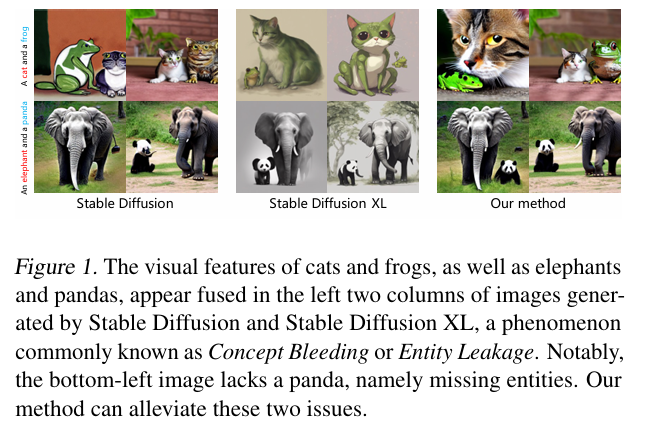 A cat and a frog
An elephant and a panda
Stable Diffusion
Stable Diffusion XL
Our method
Figure 1. The visual features of cats and frogs, as well as elephants
and pandas, appear fused in the left two columns of images gener-
ated by Stable Diffusion and Stable Diffusion XL, a phenomenon
commonly known as Concept Bleeding or Entity Leakage. Notably,
the bottom-left image lacks a panda, namely missing entities. Our
method can alleviate these two issues.